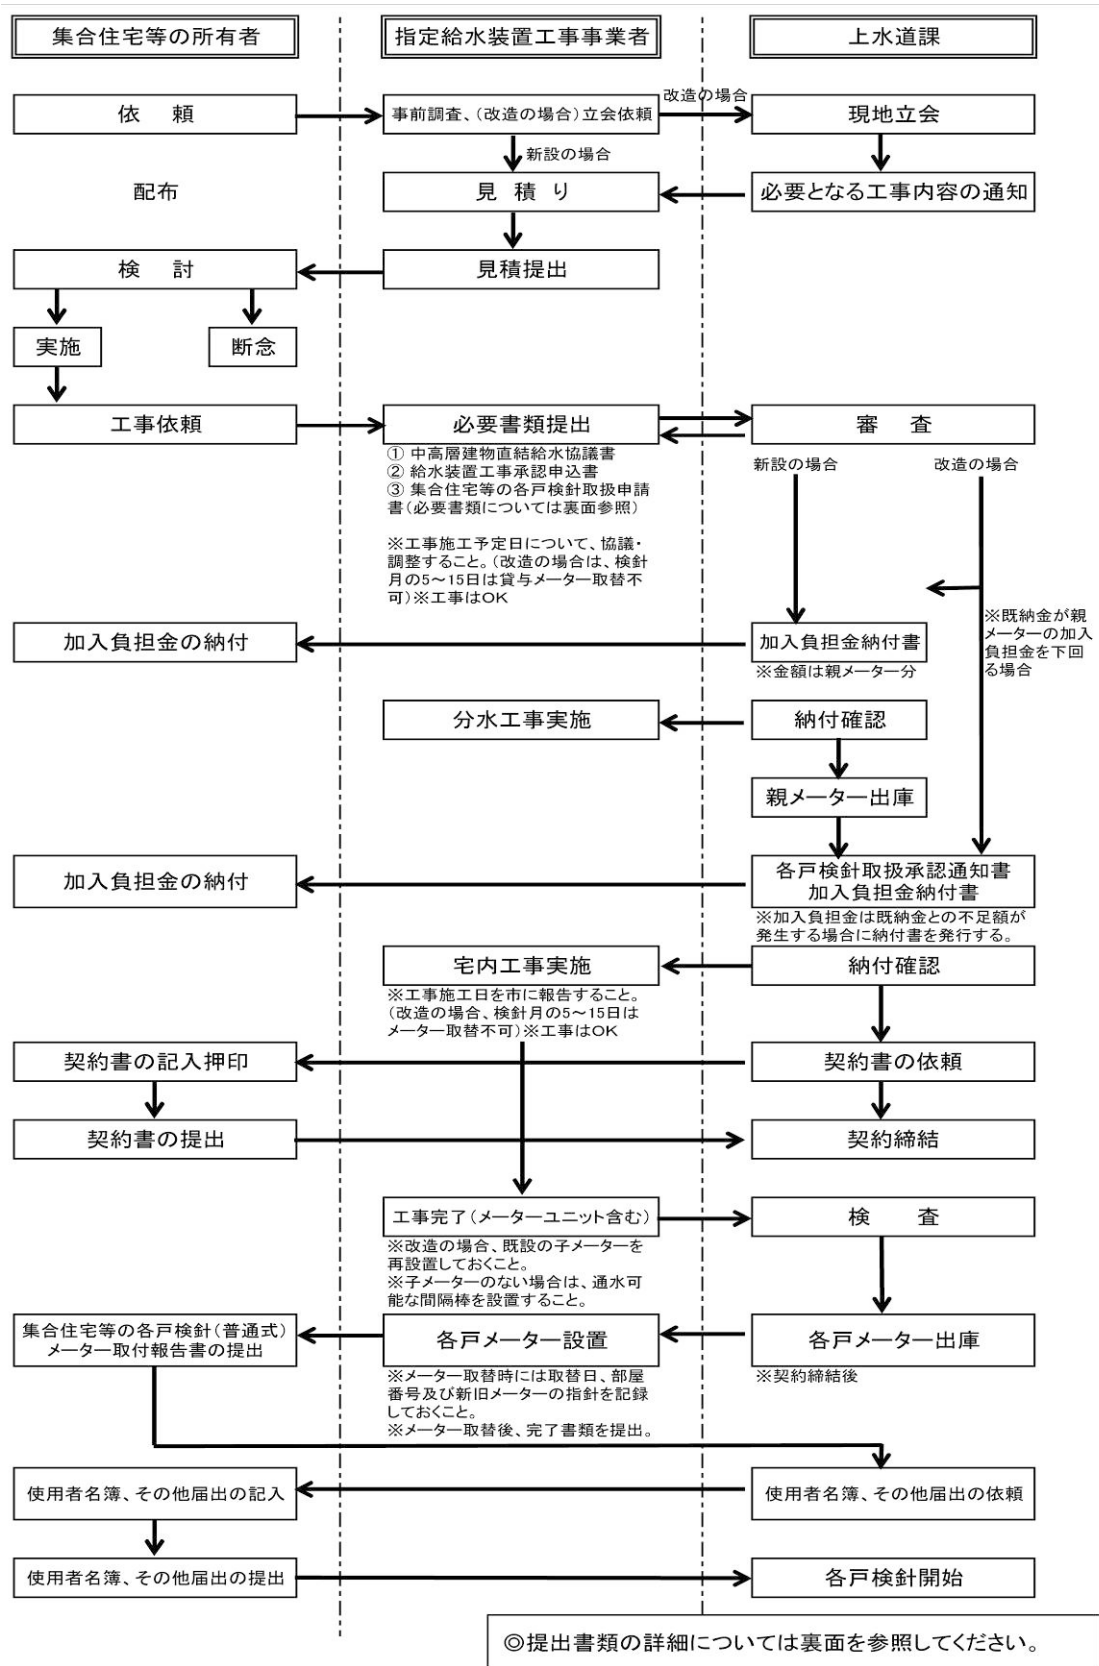 集合住宅等の所有者
指定給水装置工事事業者
上水道課
依　頼
事前調査、(改造の場合)立会依頼
改造の場合
現地立会
新設の場合
配布
見 積 り
必要となる工事内容の通知
検　討
見積提出
実施
断念
工事依頼
必要書類提出
審　査
① 中高層建物直結給水協議書
② 給水装置工事承認申込書
③ 集合住宅等の各戸検針取扱申請
書(必要書類については裏面参照)
新設の場合
改造の場合
※工事施工予定日について、協議・
調整すること。(改造の場合は、検針
月の5～15日は貸与メーター取替不
可)※工事はOK
※既納金が親
メーターの加入
負担金を下回
る場合
加入負担金の納付
加入負担金納付書
※金額は親メーター分
分水工事実施
納付確認
親メーター出庫
加入負担金の納付
各戸検針取扱承認通知書
加入負担金納付書
※加入負担金は既納金との不足額が
発生する場合に納付書を発行する。
宅内工事実施
納付確認
※工事施工日を市に報告すること。
(改造の場合、検針月の5～15日は
メーター取替不可)※工事はOK
契約書の記入押印
契約書の依頼
契約書の提出
契約締結
工事完了(メーターユニット含む)
検　査
※改造の場合、既設の子メーターを
再設置しておくこと。
※子メーターのない場合は、通水可
能な間隔棒を設置すること。
集合住宅等の各戸検針(普通式)
メーター取付報告書の提出
各戸メーター設置
各戸メーター出庫
※契約締結後
※メーター取替時には取替日、部屋
番号及び新旧メーターの指針を記録
しておくこと。
※メーター取替後、完了書類を提出。
使用者名簿、その他届出の記入
使用者名簿、その他届出の依頼
使用者名簿、その他届出の提出
各戸検針開始
◎提出書類の詳細については裏面を参照してください。